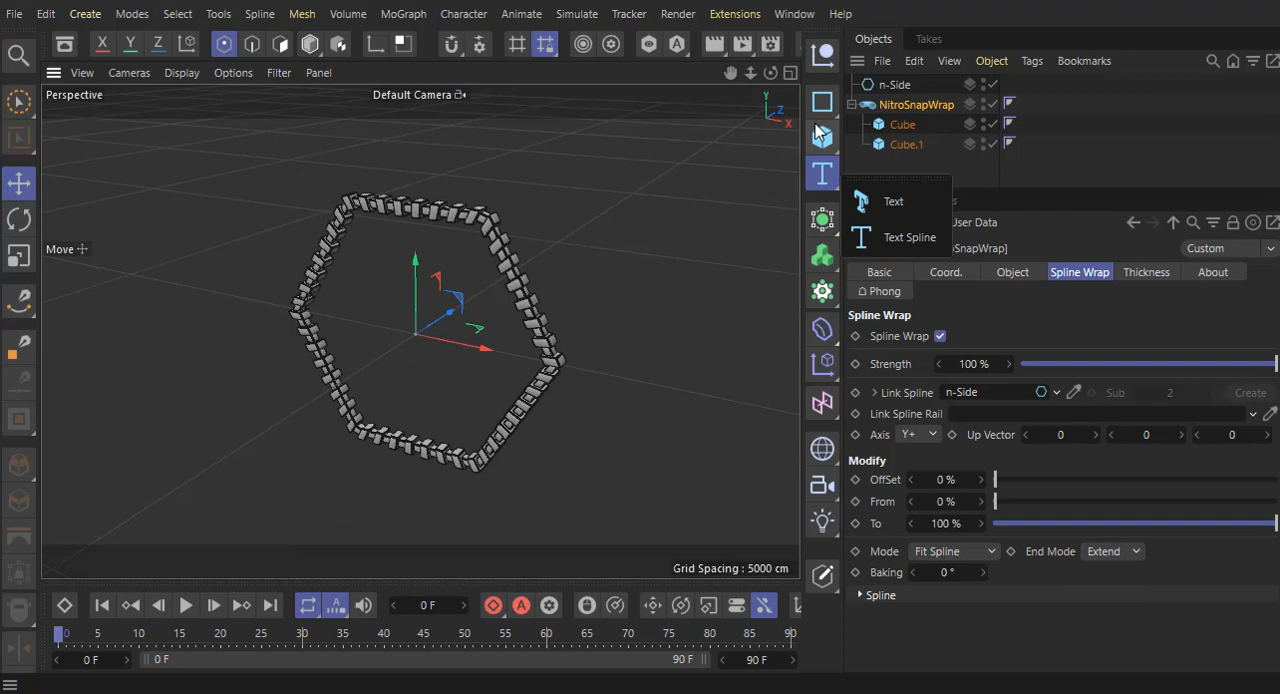 File Edit Create Modes Select Tools Spline Mesh Volume MoGraph Character Animate Simulate Tracker Render Extensions Window Help
X Y Z
Objects Takes
View Cameras Display Options Filter Panel
File Edit View Object Tags Bookmarks
Perspective
Default Camera
Y
Z
X
n-Side
NitroSnapWrap
Cube
Cube.1
Text
Text Spline
User Data
SnapWrap]
Custom
Move
Basic Coord. Object Spline Wrap Thickness About
Phong
Spline Wrap
Spline Wrap
Strength 100 %
Link Spline n-Side Sub 2 Create
Link Spline Rail
Axis Y+ Up Vector 0 0 0
Modify
OffSet 0 %
From 0 %
To 100 %
Mode Fit Spline End Mode Extend
Baking 0 °
Spline
Grid Spacing : 5000 cm
0 F
0 5 10 15 20 25 30 35 40 45 50 55 60 65 70 75 80 85 90
0 F 0 F 90 F 90 F